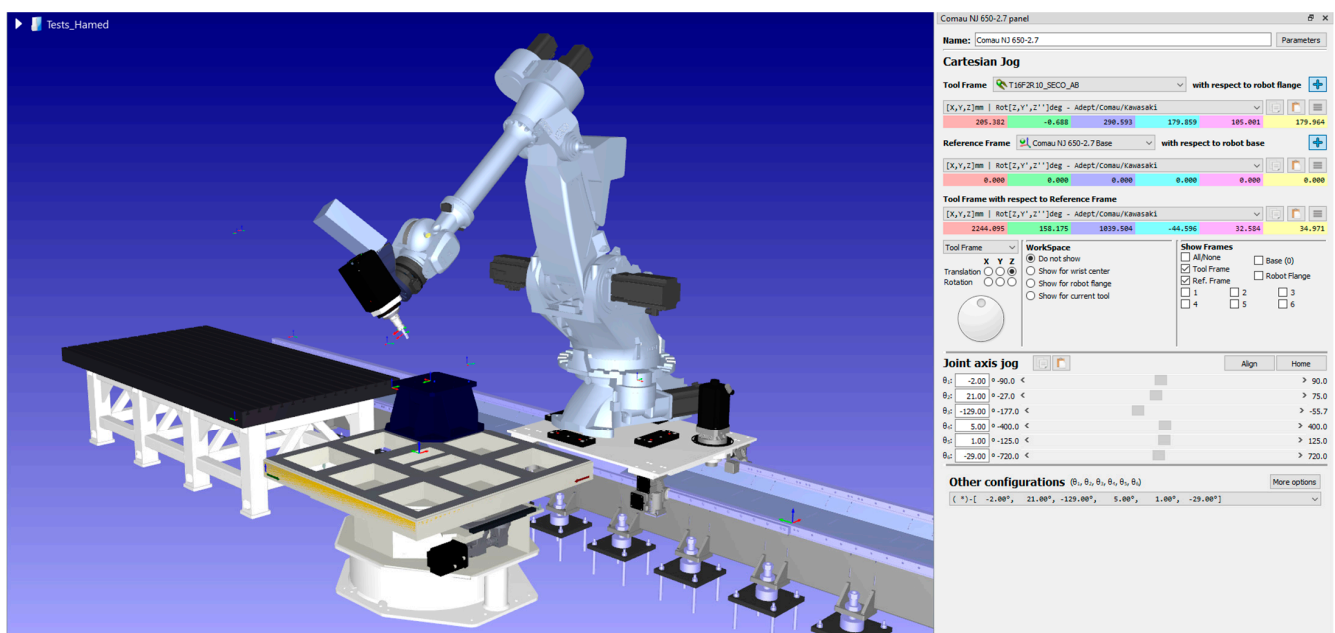 Tests_Hamed
Comau NJ 650-2.7 panel
Name: Comau NJ 650-2.7 Parameters
Cartesian Jog
Tool Frame T16F2R10_SECO_AB with respect to robot flange
[X,Y,Z]mm | Rot[Z,Y',Z'']deg - Adept/Comau/Kawasaki
205.382 -0.688 290.593 179.859 105.001 179.964
Reference Frame Comau NJ 650-2.7 Base with respect to robot base
[X,Y,Z]mm | Rot[Z,Y',Z'']deg - Adept/Comau/Kawasaki
0.000 0.000 0.000 0.000 0.000 0.000
Tool Frame with respect to Reference Frame
[X,Y,Z]mm | Rot[Z,Y',Z'']deg - Adept/Comau/Kawasaki
2244.095 158.175 1039.504 -44.596 32.584 34.971
Tool Frame
X Y Z
Translation
Rotation
WorkSpace
Do not show
Show for wrist center
Show for robot flange
Show for current tool
Show Frames
All/None Base (0)
Tool Frame Robot Flange
Ref. Frame
1 2 3
4 5 6
Joint axis jog Align Home
θ₁: -2.00 º -90.0 < > 90.0
θ₂: 21.00 º -27.0 < > 75.0
θ₃: -129.00 º -177.0 < > -55.7
θ₄: 5.00 º -400.0 < > 400.0
θ₅: 1.00 º -125.0 < > 125.0
θ₆: -29.00 º -720.0 < > 720.0
Other configurations (θ₁, θ₂, θ₃, θ₄, θ₅, θ₆) More options
( *)-[ -2.00°, 21.00°, -129.00°, 5.00°, 1.00°, -29.00°]